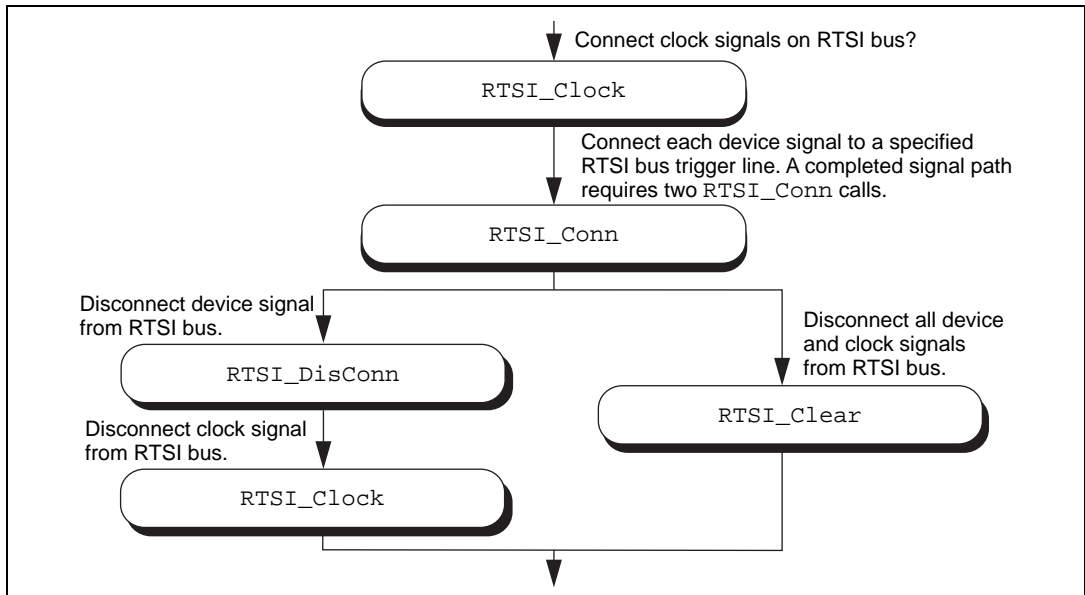 Connect clock signals on RTSI bus?
RTSI_Clock
Connect each device signal to a specified
RTSI bus trigger line. A completed signal path
requires two RTSI_Conn calls.
RTSI_Conn
Disconnect device signal
from RTSI bus.
RTSI_DisConn
Disconnect clock signal
from RTSI bus.
RTSI_Clock
Disconnect all device
and clock signals
from RTSI bus.
RTSI_Clear